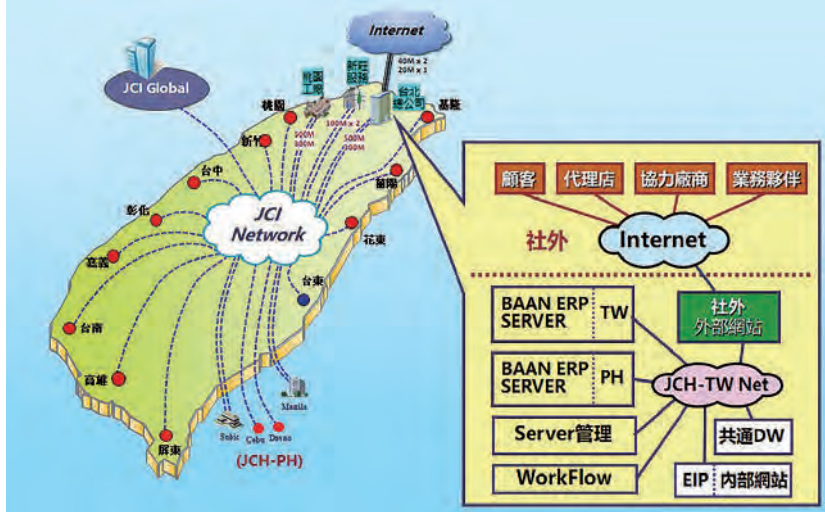 Internet
40M x 2
20M x 1
JCI Global
桃園
工廠
新莊
服務
台北
總公司
桃園
基隆
100M x 2
500M
300M
500M
300M
新竹
台中
宜蘭
彰化
JCI
Network
花東
嘉義
台東
台南
高雄
屏東
Subic
Cebu
Davao
Manila
(JCH-PH)
顧客
代理店
協力廠商
業務夥伴
社外
Internet
BAAN ERP
SERVER
TW
社外
外部網站
BAAN ERP
SERVER
PH
JCH-TW Net
Server管理
共通DW
WorkFlow
EIP
內部網站